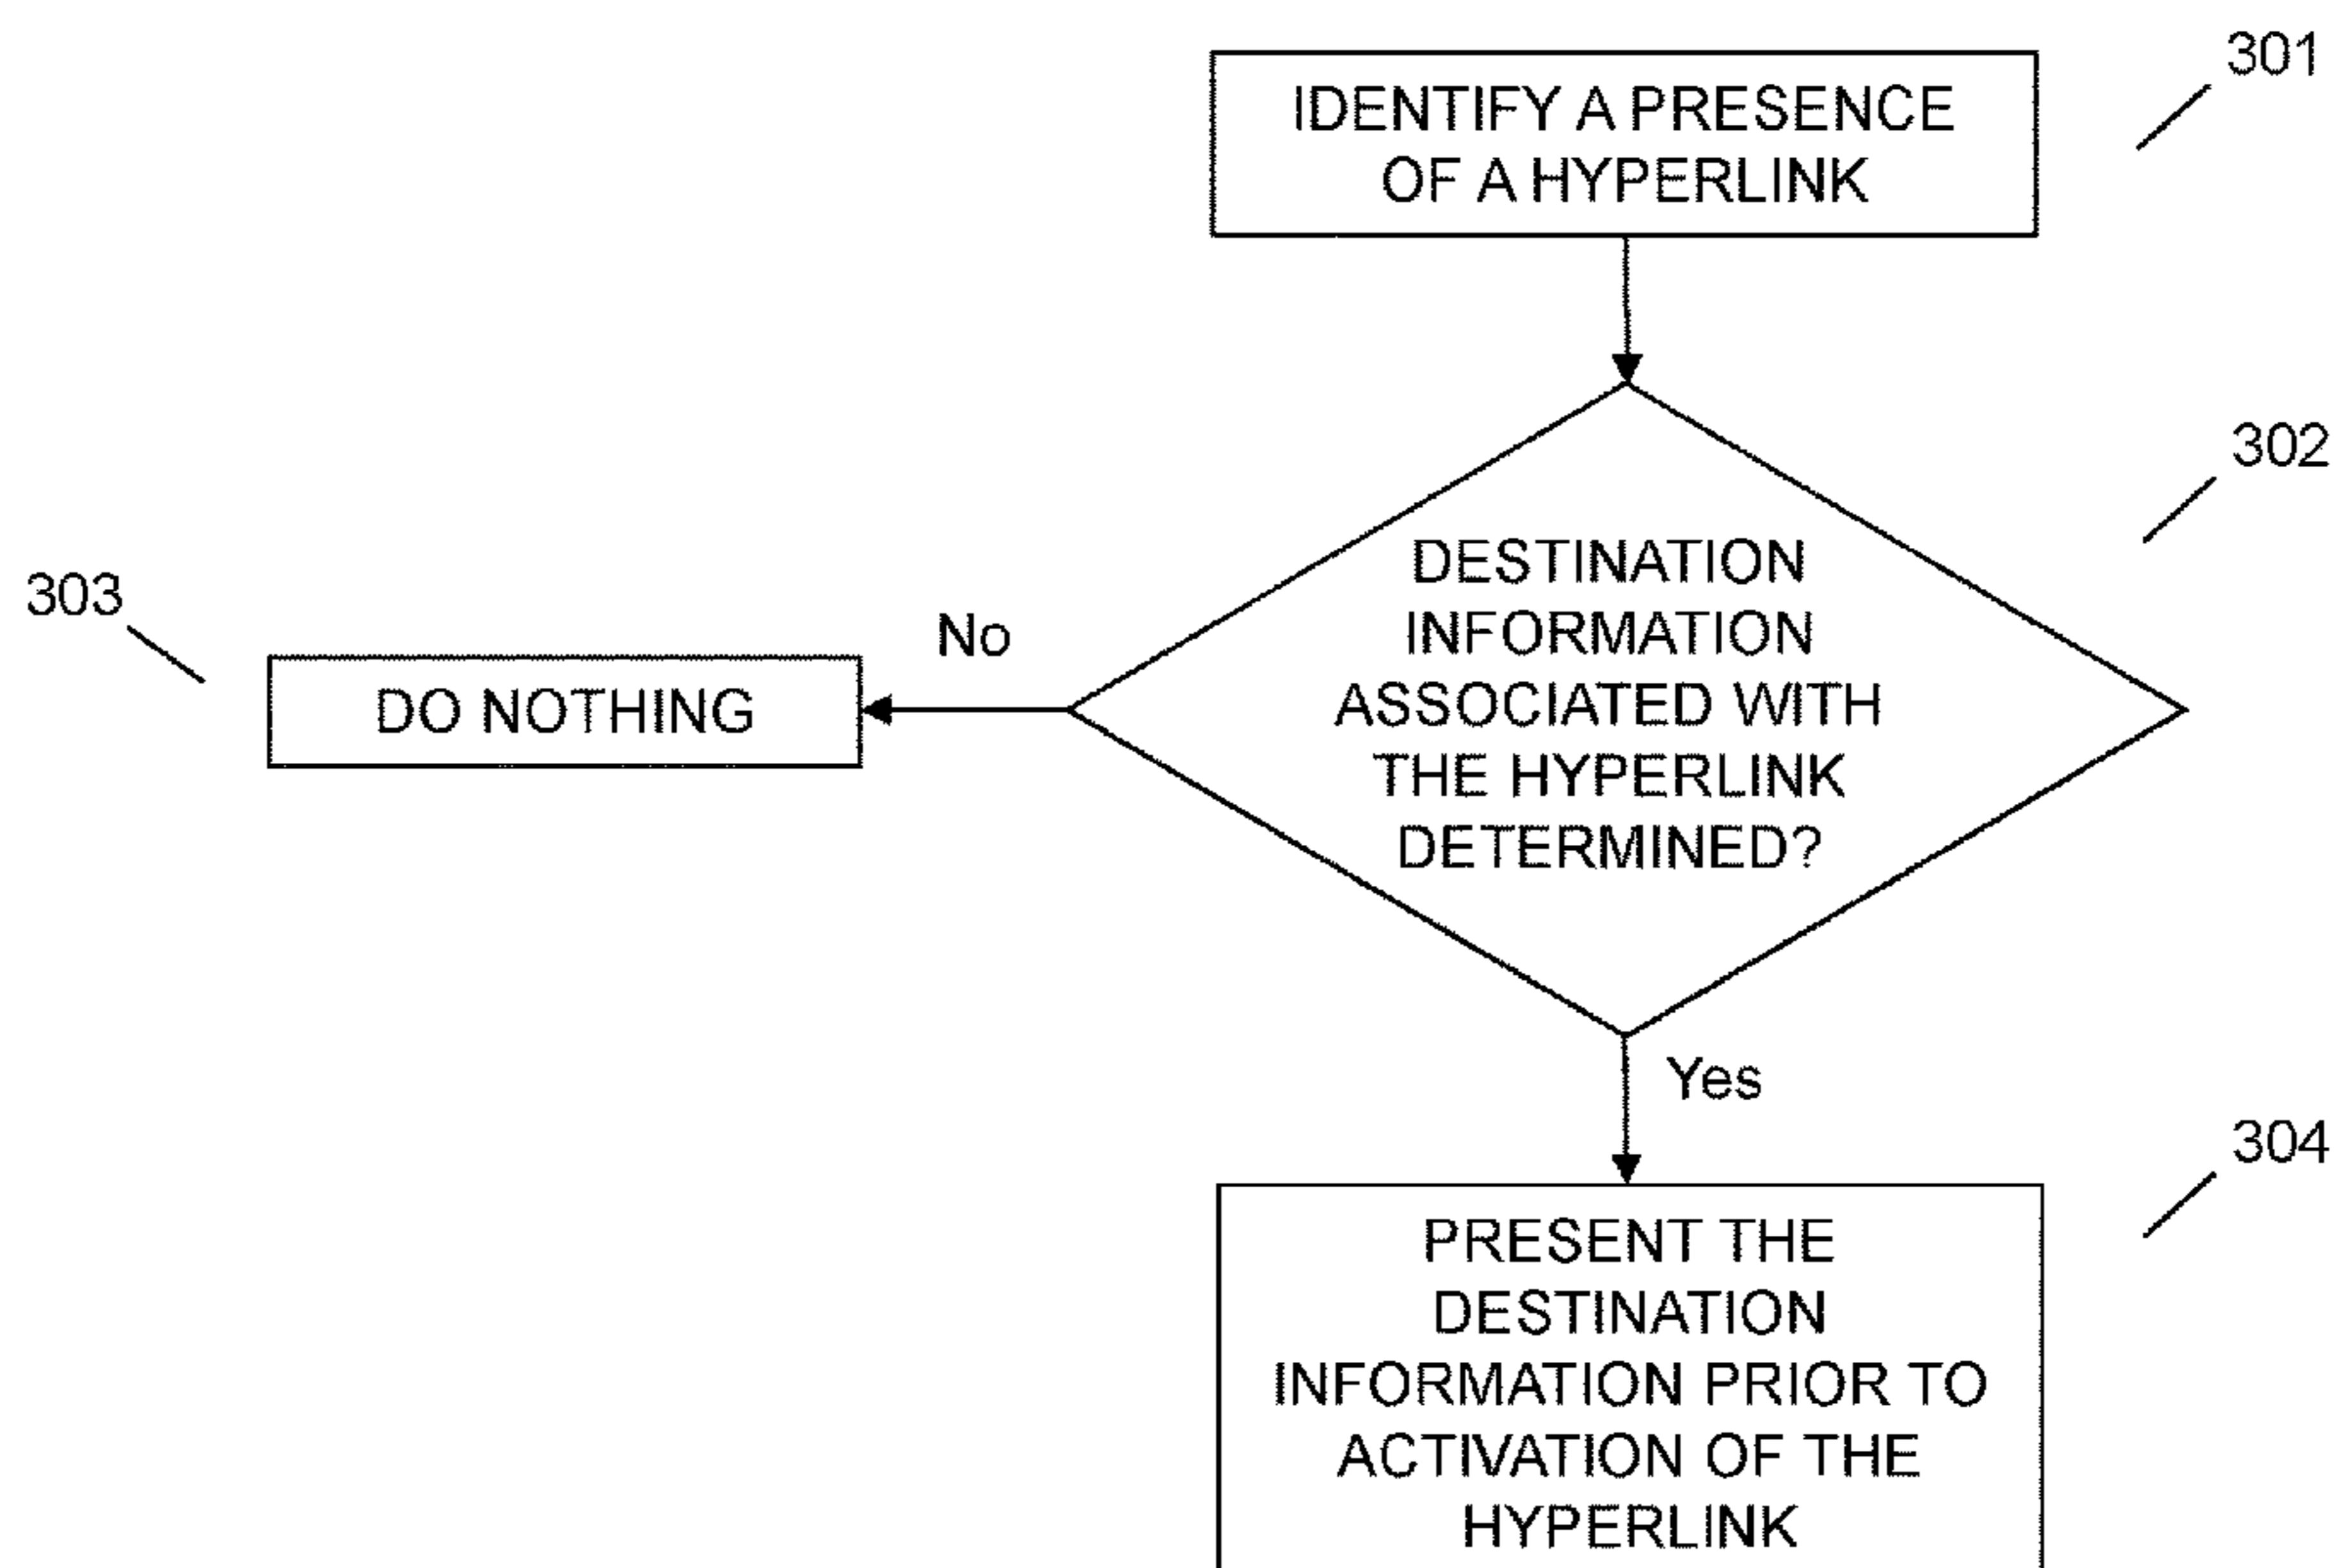 301
IDENTIFY A PRESENCE
OF A HYPERLINK
302
DESTINATION
INFORMATION
ASSOCIATED WITH
THE HYPERLINK
DETERMINED?
303
No
DO NOTHING
Yes
304
PRESENT THE
DESTINATION
INFORMATION PRIOR TO
ACTIVATION OF THE
HYPERLINK